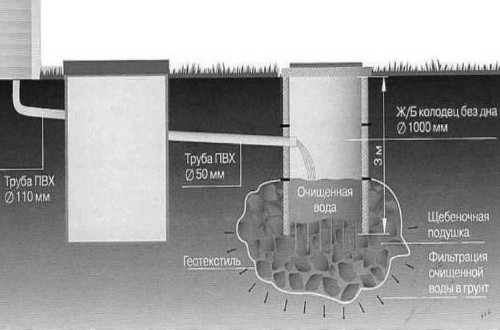 Ж/Б колодец без дна
Ø 1000 мм
3 м
Труба ПВХ
Ø 50 мм
Труба ПВХ
Ø 110 мм
Очищенная
вода
Щебеночная
подушка
Геотекстиль
Фильтрация
очищенной
воды в грунт